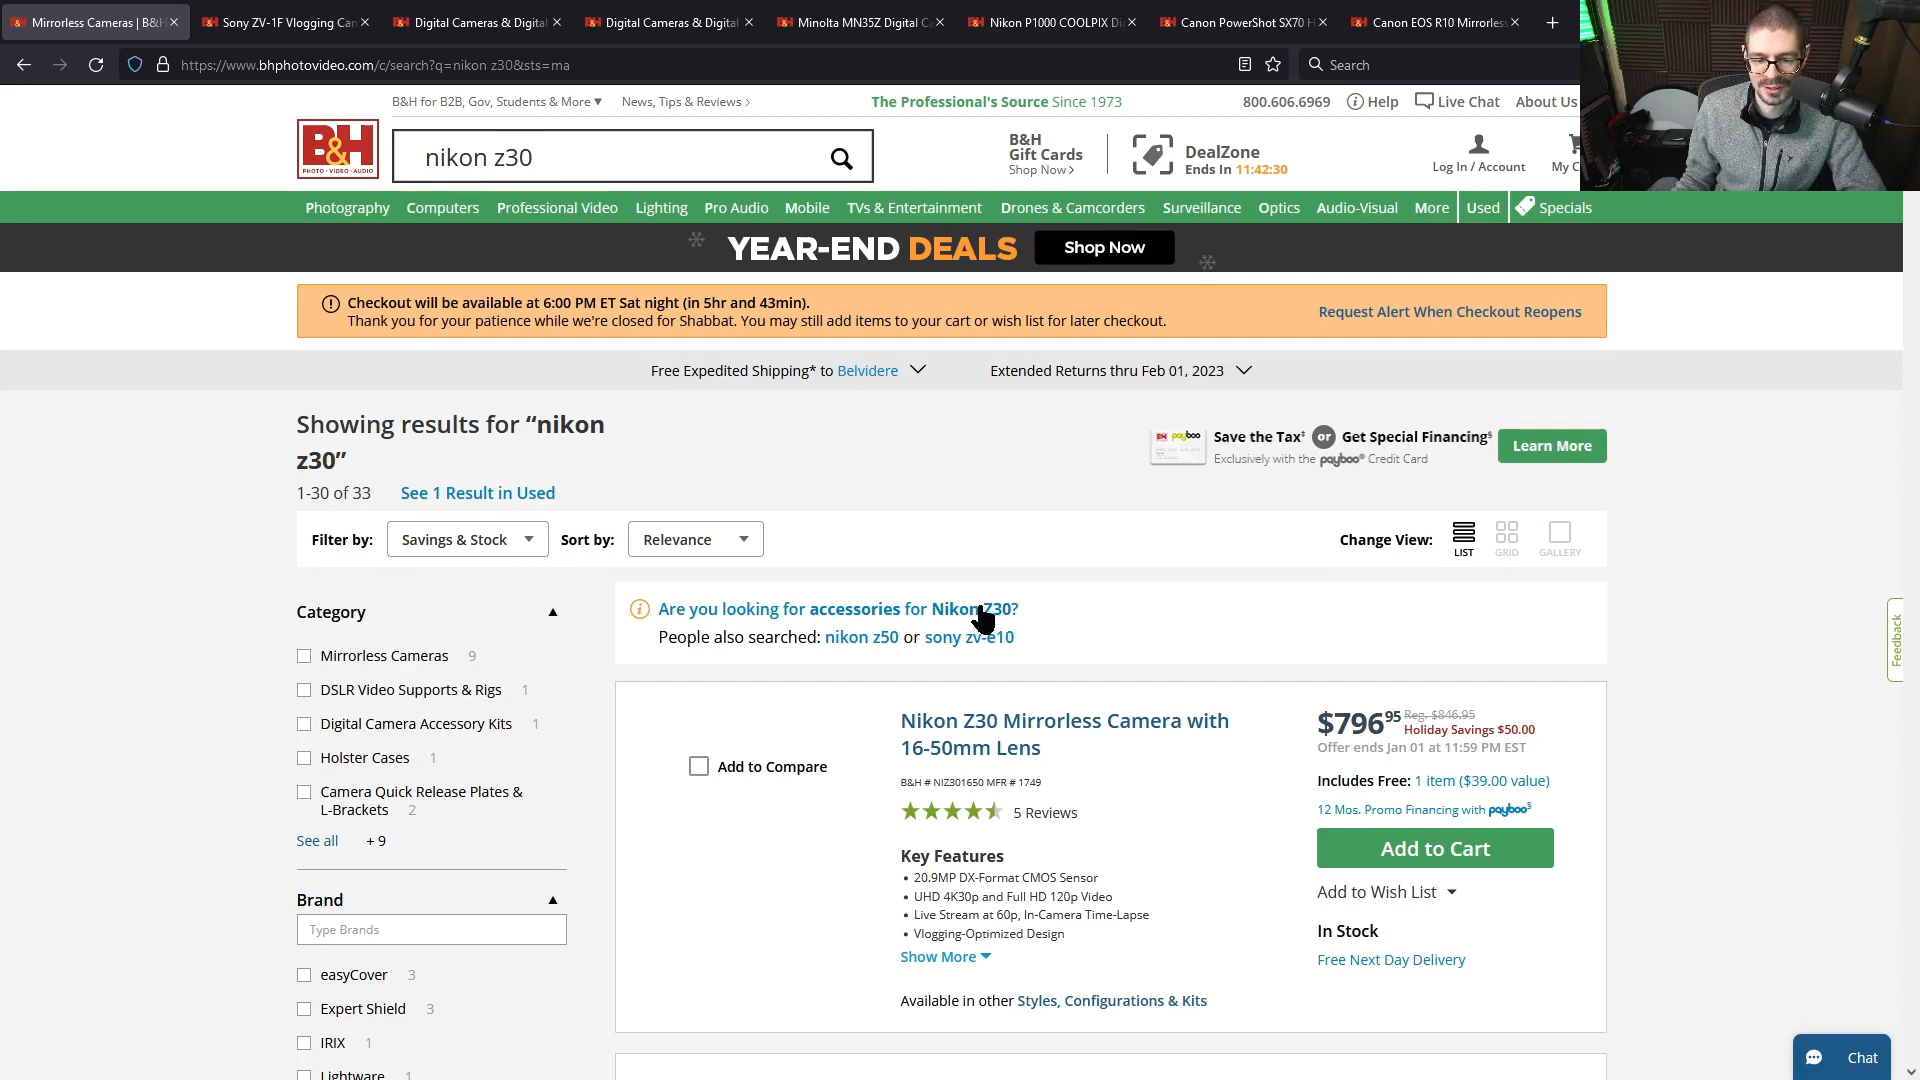 Mirrorless Cameras | B&H
Sony ZV-1F Vlogging Can
Digital Cameras & Digital
Digital Cameras & Digital
Minolta MN35Z Digital C
Nikon P1000 COOLPIX Di
Canon PowerShot SX70 H
Canon EOS R10 Mirrorles
https://www.bhphotovideo.com/c/search?q=nikon z30&sts=ma
Search
B&H for B2B, Gov, Students & More
News, Tips & Reviews >
The Professional's Source Since 1973
800.606.6969
Help
Live Chat
About Us
B&H
PHOTO · VIDEO · AUDIO
nikon z30
B&H
Gift Cards
Shop Now >
DealZone
Ends In 11:42:30
Log In / Account
My C
Photography
Computers
Professional Video
Lighting
Pro Audio
Mobile
TVs & Entertainment
Drones & Camcorders
Surveillance
Optics
Audio-Visual
More
Used
Specials
YEAR-END DEALS
Shop Now
Checkout will be available at 6:00 PM ET Sat night (in 5hr and 43min).
Thank you for your patience while we're closed for Shabbat. You may still add items to your cart or wish list for later checkout.
Request Alert When Checkout Reopens
Free Expedited Shipping* to Belvidere
Extended Returns thru Feb 01, 2023
Showing results for “nikon
z30”
1-30 of 33
See 1 Result in Used
payboo
Save the Tax‡ or Get Special Financing§
Exclusively with the payboo® Credit Card
Learn More
Filter by:
Savings & Stock
Sort by:
Relevance
Change View:
LIST
GRID
GALLERY
Category
Mirrorless Cameras 9
DSLR Video Supports & Rigs 1
Digital Camera Accessory Kits 1
Holster Cases 1
Camera Quick Release Plates &
L-Brackets 2
See all + 9
Brand
Type Brands
easyCover 3
Expert Shield 3
IRIX 1
Lightware 1
Are you looking for accessories for Nikon Z30?
People also searched: nikon z50 or sony zv-e10
Add to Compare
Nikon Z30 Mirrorless Camera with
16-50mm Lens
B&H # NIZ301650 MFR # 1749
5 Reviews
Key Features
• 20.9MP DX-Format CMOS Sensor
• UHD 4K30p and Full HD 120p Video
• Live Stream at 60p, In-Camera Time-Lapse
• Vlogging-Optimized Design
Show More
Available in other Styles, Configurations & Kits
$796.95
Reg. $846.95
Holiday Savings $50.00
Offer ends Jan 01 at 11:59 PM EST
Includes Free: 1 item ($39.00 value)
12 Mos. Promo Financing with payboo§
Add to Cart
Add to Wish List
In Stock
Free Next Day Delivery
Feedback
Chat